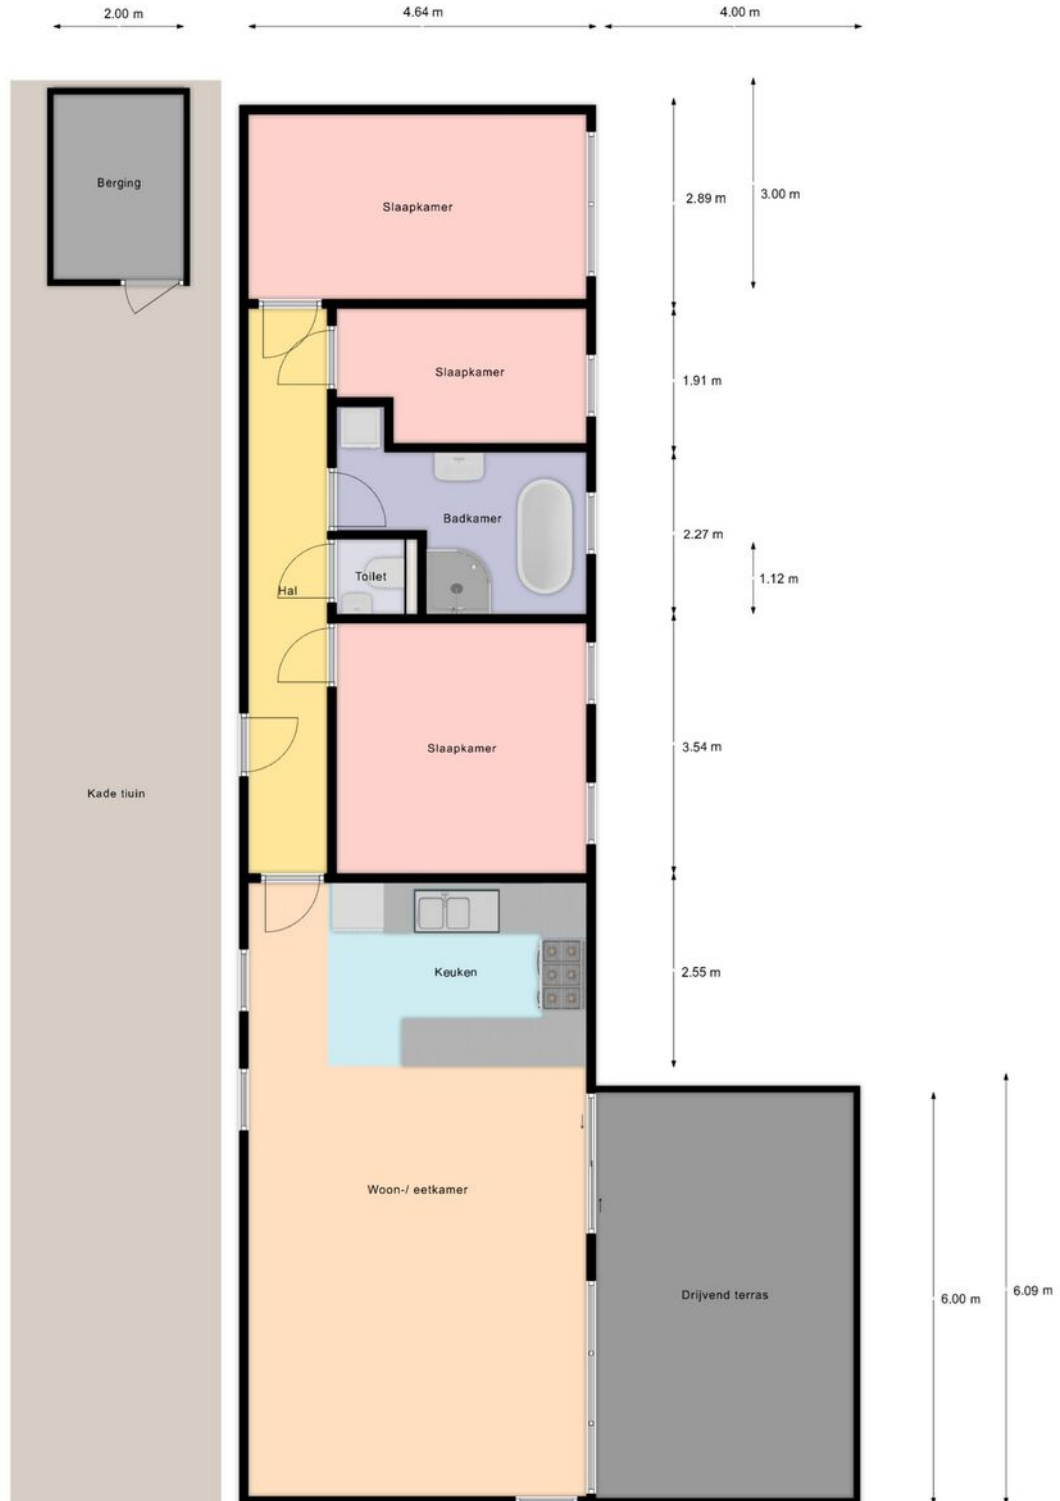 2.00 m
4.64 m
4.00 m
Berging
Slaapkamer
2.89 m
3.00 m
Slaapkamer
1.91 m
Badkamer
2.27 m
Toilet
1.12 m
Hal
Slaapkamer
3.54 m
Kade tiuin
Keuken
2.55 m
Woon-/ eetkamer
Drijvend terras
6.00 m
6.09 m